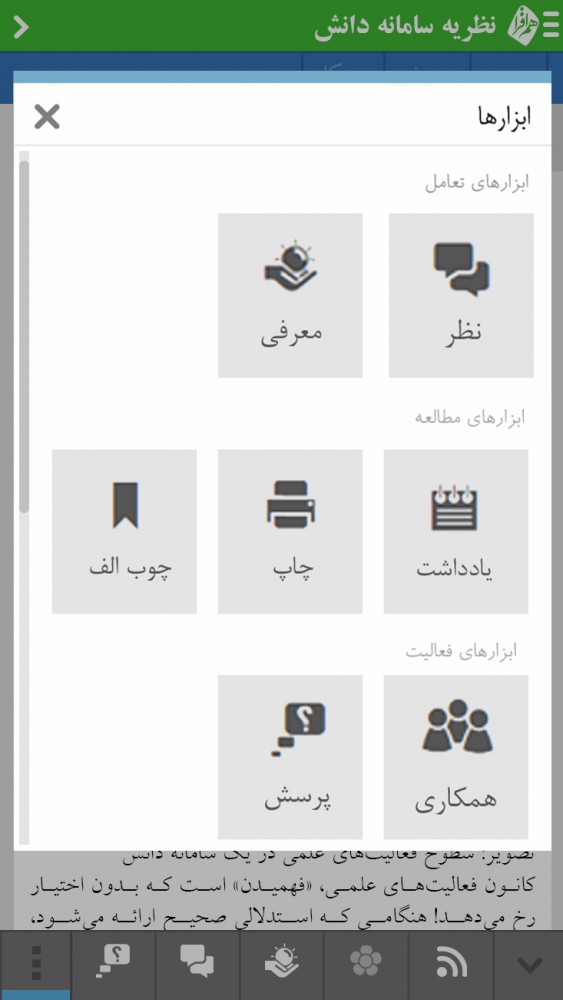 نظریه سامانه دانش
ابزارها
ابزارهای تعامل
نظر
معرفی
ابزارهای مطالعه
یادداشت
چاپ
چوب الف
ابزارهای فعالیت
همکاری
پرسش
تصویر: سطوح فعالیت‌های علمی در یک سامانه دانش
کانون فعالیت‌های علمی، «فهمیدن» است که بدون اختیار
رخ می‌دهد! هنگامی که استدلالی صحیح ارائه می‌شود،